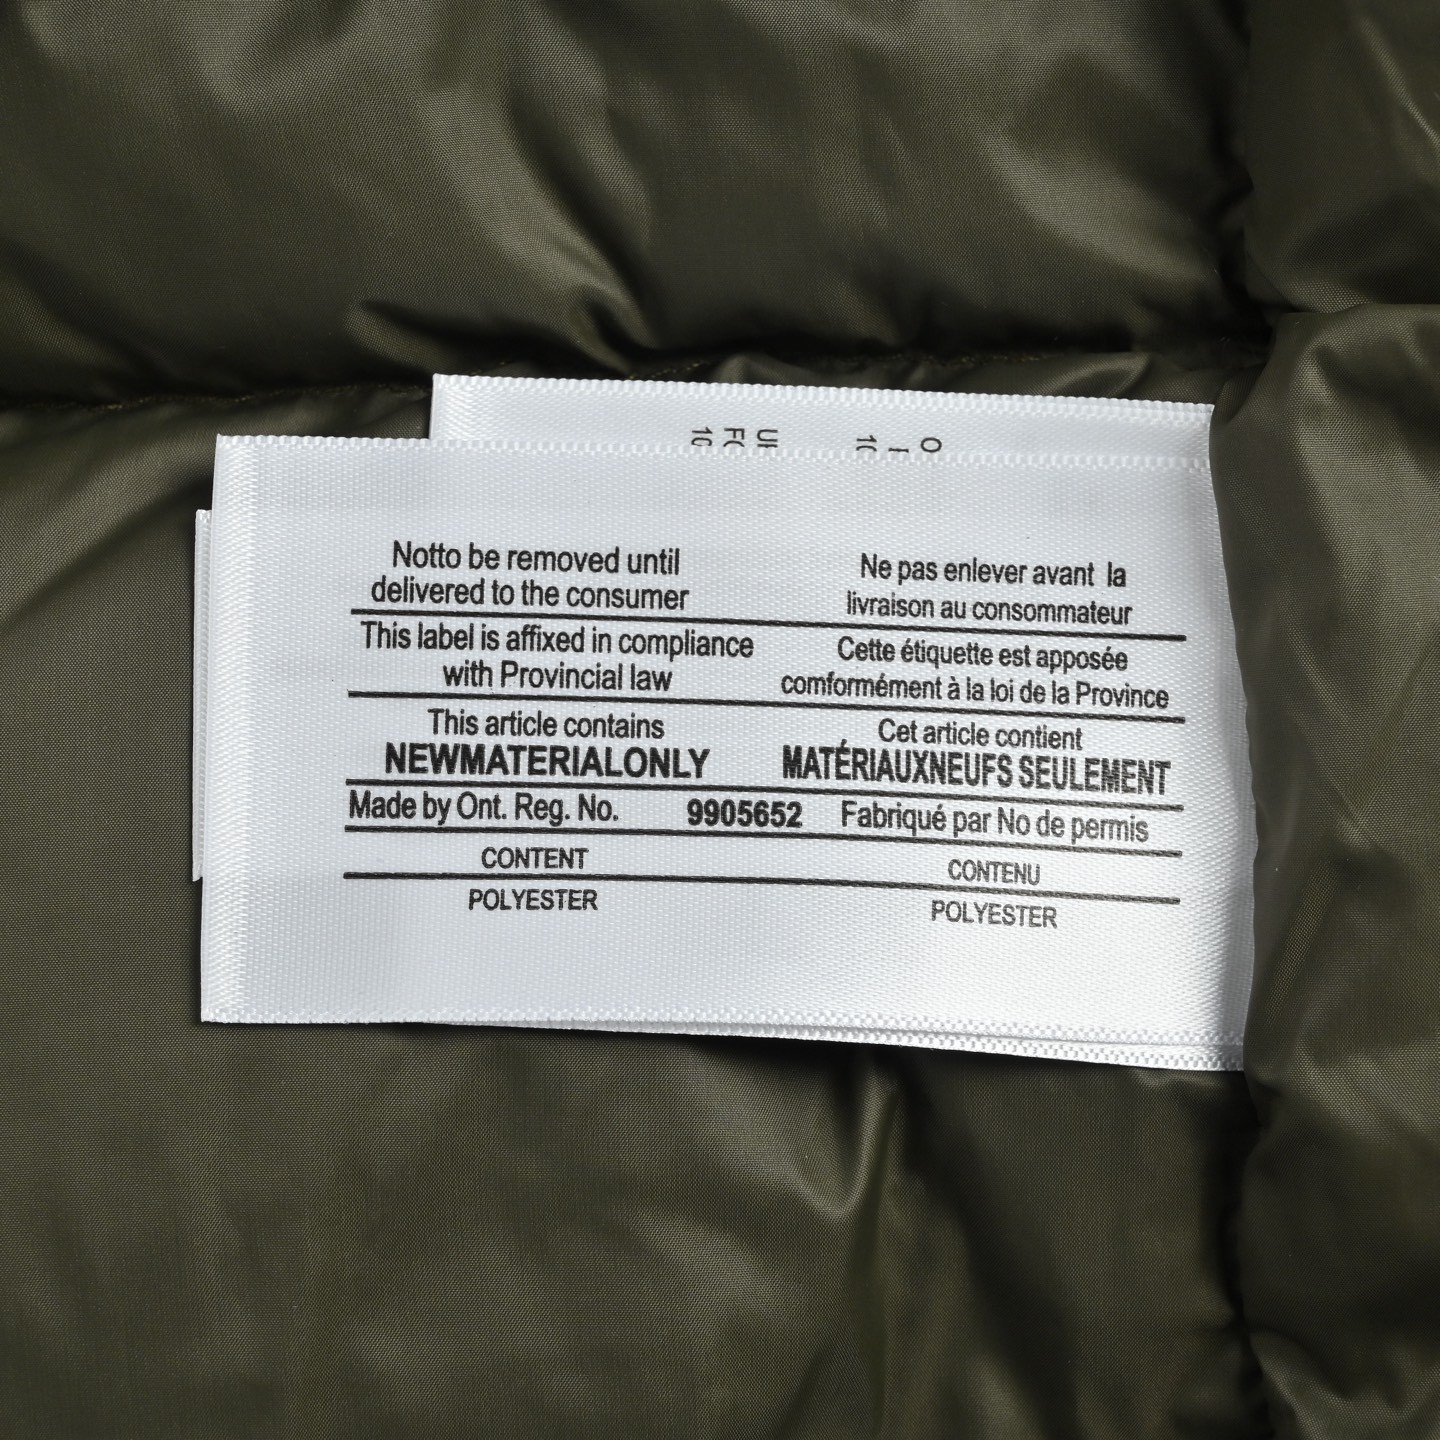 Notto be removed until
delivered to the consumer
Ne pas enlever avant la
livraison au consommateur
This label is affixed in compliance
with Provincial law
Cette étiquette est apposée
comformément à la loi de la Province
This article contains
NEWMATERIALONLY
Cet article contient
MATÉRIAUXNEUFS SEULEMENT
Made by Ont. Reg. No. 9905652 Fabriqué par No de permis
CONTENT CONTENU
POLYESTER POLYESTER